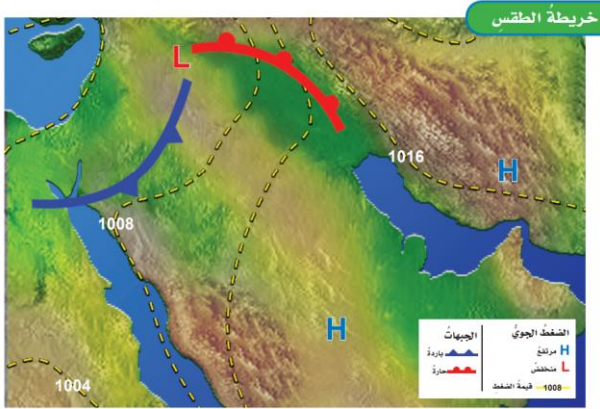 خريطةُ الطقسِ
L
1016
H
1008
H
1004
الضغطُ الجويُّ
H مرتفعٌ
L منخفضٌ
1008 قيمةُ الضغطِ
الجبهاتُ
باردةٌ
حارةٌ